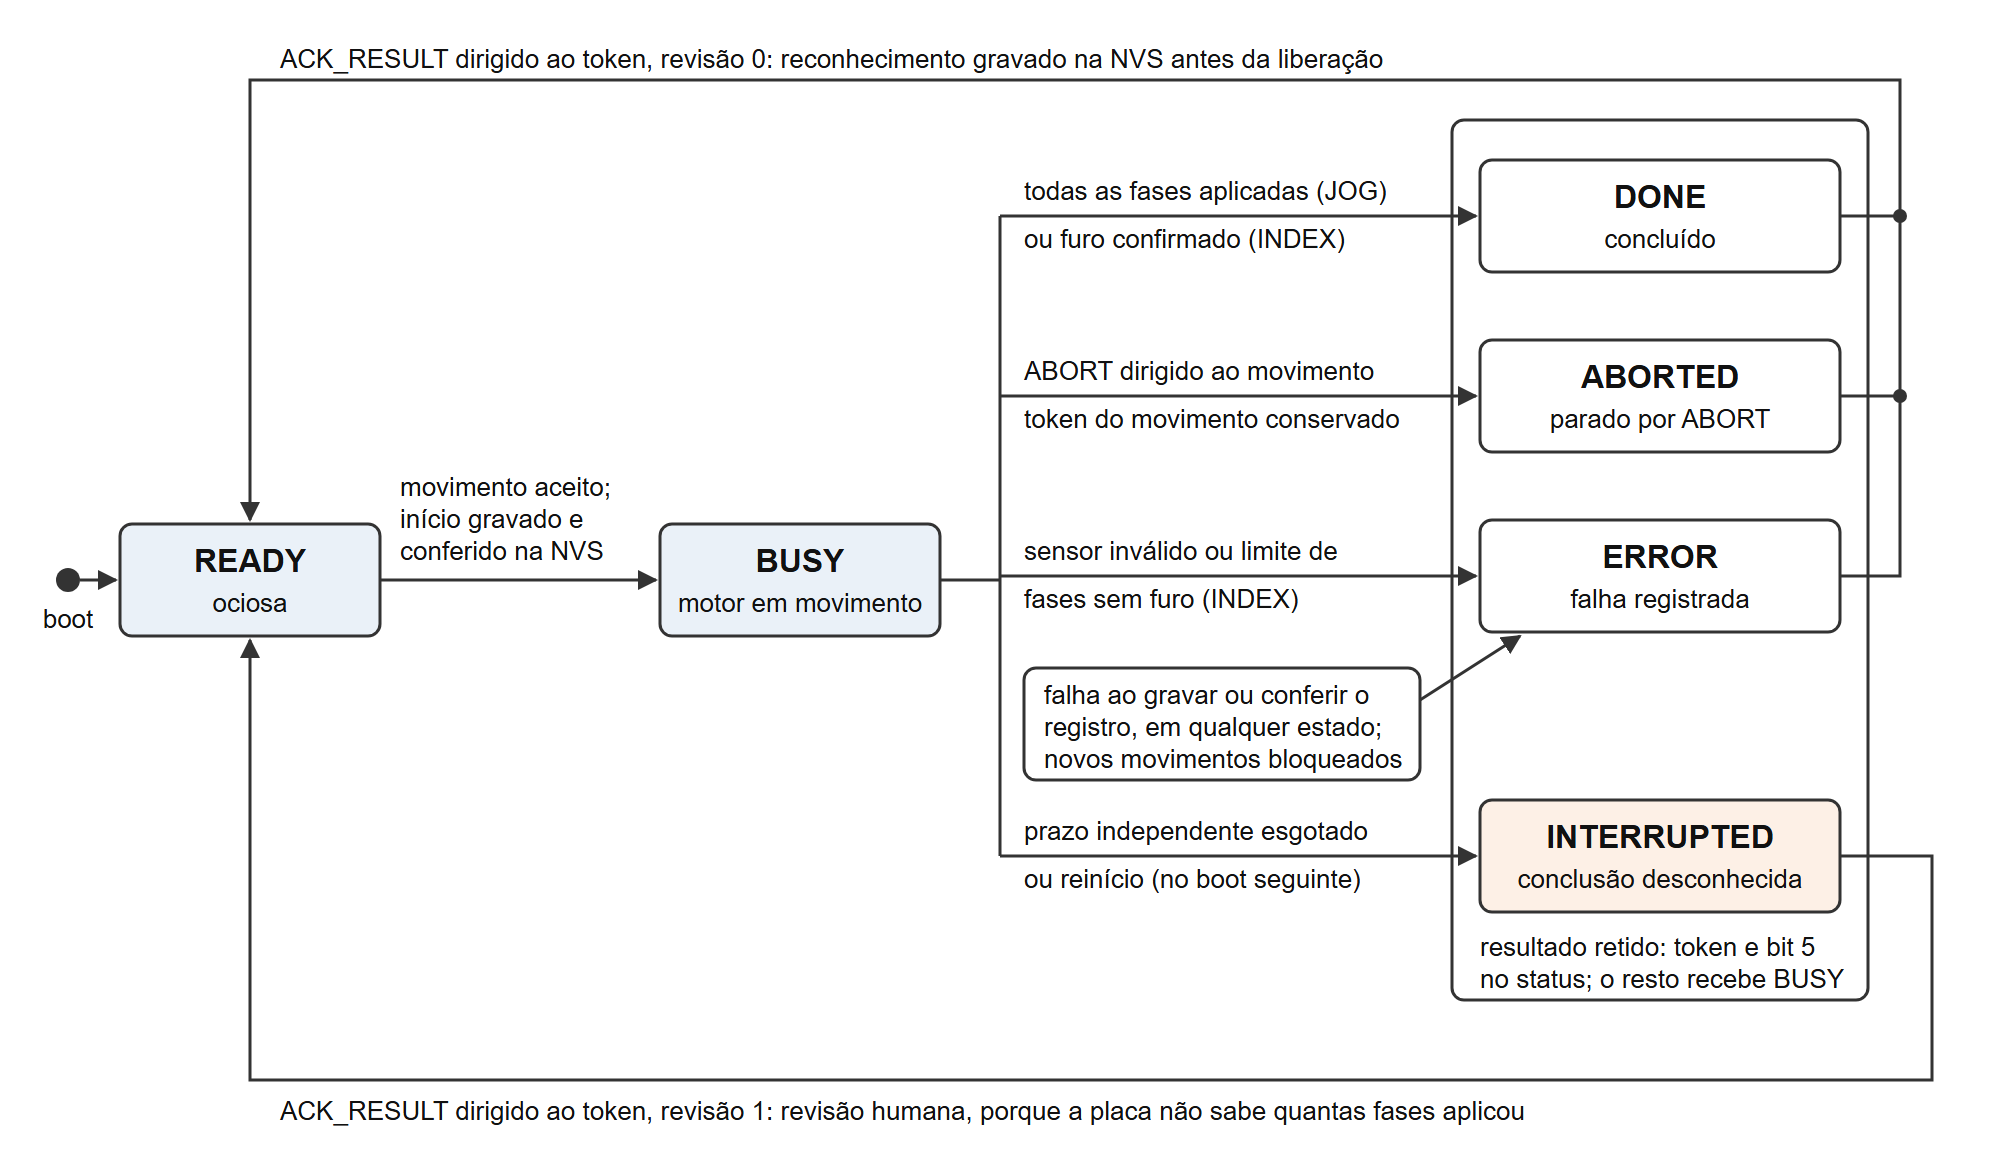 ACK_RESULT dirigido ao token, revisão 0: reconhecimento gravado na NVS antes da liberação
todas as fases aplicadas (JOG)
ou furo confirmado (INDEX)
DONE
concluído
ABORT dirigido ao movimento
token do movimento conservado
ABORTED
parado por ABORT
movimento aceito;
início gravado e
conferido na NVS
boot
READY
ociosa
BUSY
motor em movimento
sensor inválido ou limite de
fases sem furo (INDEX)
ERROR
falha registrada
falha ao gravar ou conferir o
registro, em qualquer estado;
novos movimentos bloqueados
prazo independente esgotado
ou reinício (no boot seguinte)
INTERRUPTED
conclusão desconhecida
resultado retido: token e bit 5
no status; o resto recebe BUSY
ACK_RESULT dirigido ao token, revisão 1: revisão humana, porque a placa não sabe quantas fases aplicou